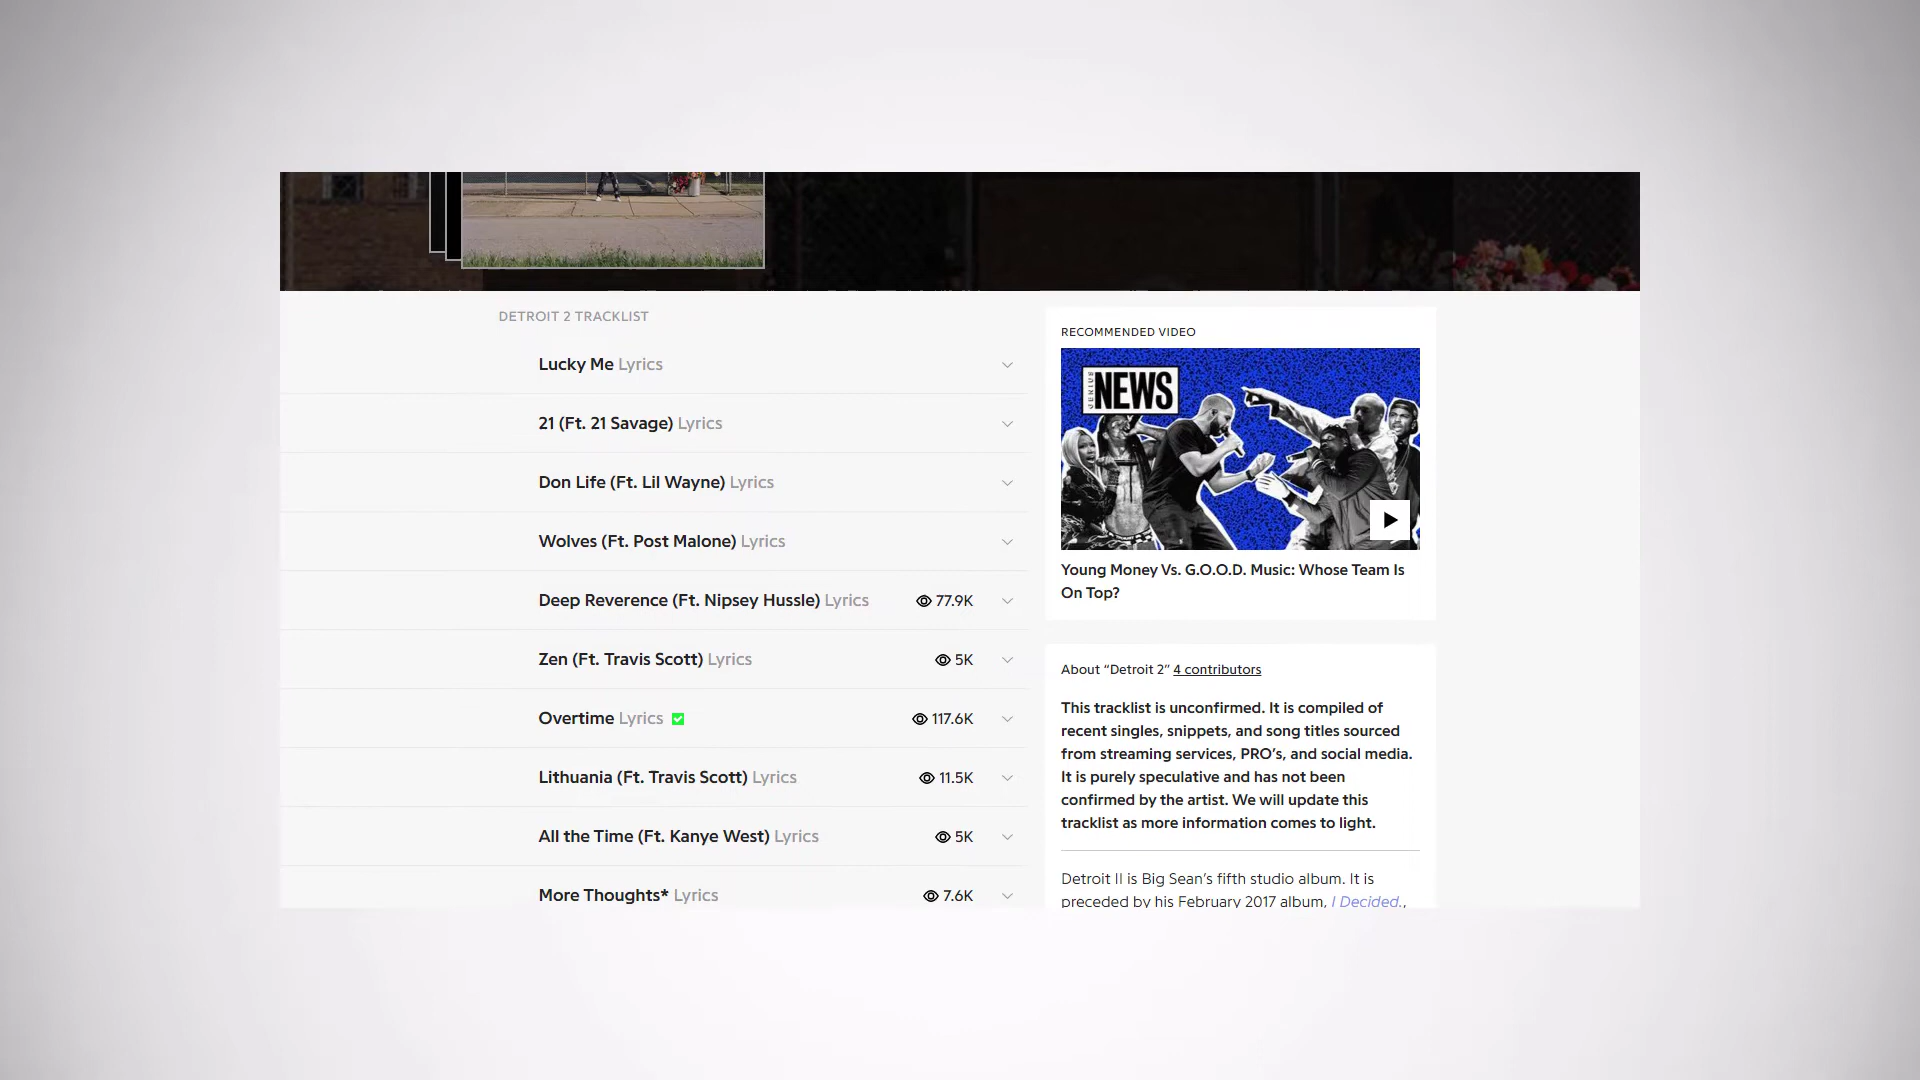 DETROIT 2 TRACKLIST
Lucky Me Lyrics
21 (Ft. 21 Savage) Lyrics
Don Life (Ft. Lil Wayne) Lyrics
Wolves (Ft. Post Malone) Lyrics
Deep Reverence (Ft. Nipsey Hussle) Lyrics 77.9K
Zen (Ft. Travis Scott) Lyrics 5K
Overtime Lyrics 117.6K
Lithuania (Ft. Travis Scott) Lyrics 11.5K
All the Time (Ft. Kanye West) Lyrics 5K
More Thoughts* Lyrics 7.6K
RECOMMENDED VIDEO
GENIUS NEWS
Young Money Vs. G.O.O.D. Music: Whose Team Is
On Top?
About “Detroit 2” 4 contributors
This tracklist is unconfirmed. It is compiled of
recent singles, snippets, and song titles sourced
from streaming services, PRO’s, and social media.
It is purely speculative and has not been
confirmed by the artist. We will update this
tracklist as more information comes to light.
Detroit II is Big Sean’s fifth studio album. It is
preceded by his February 2017 album, I Decided.,